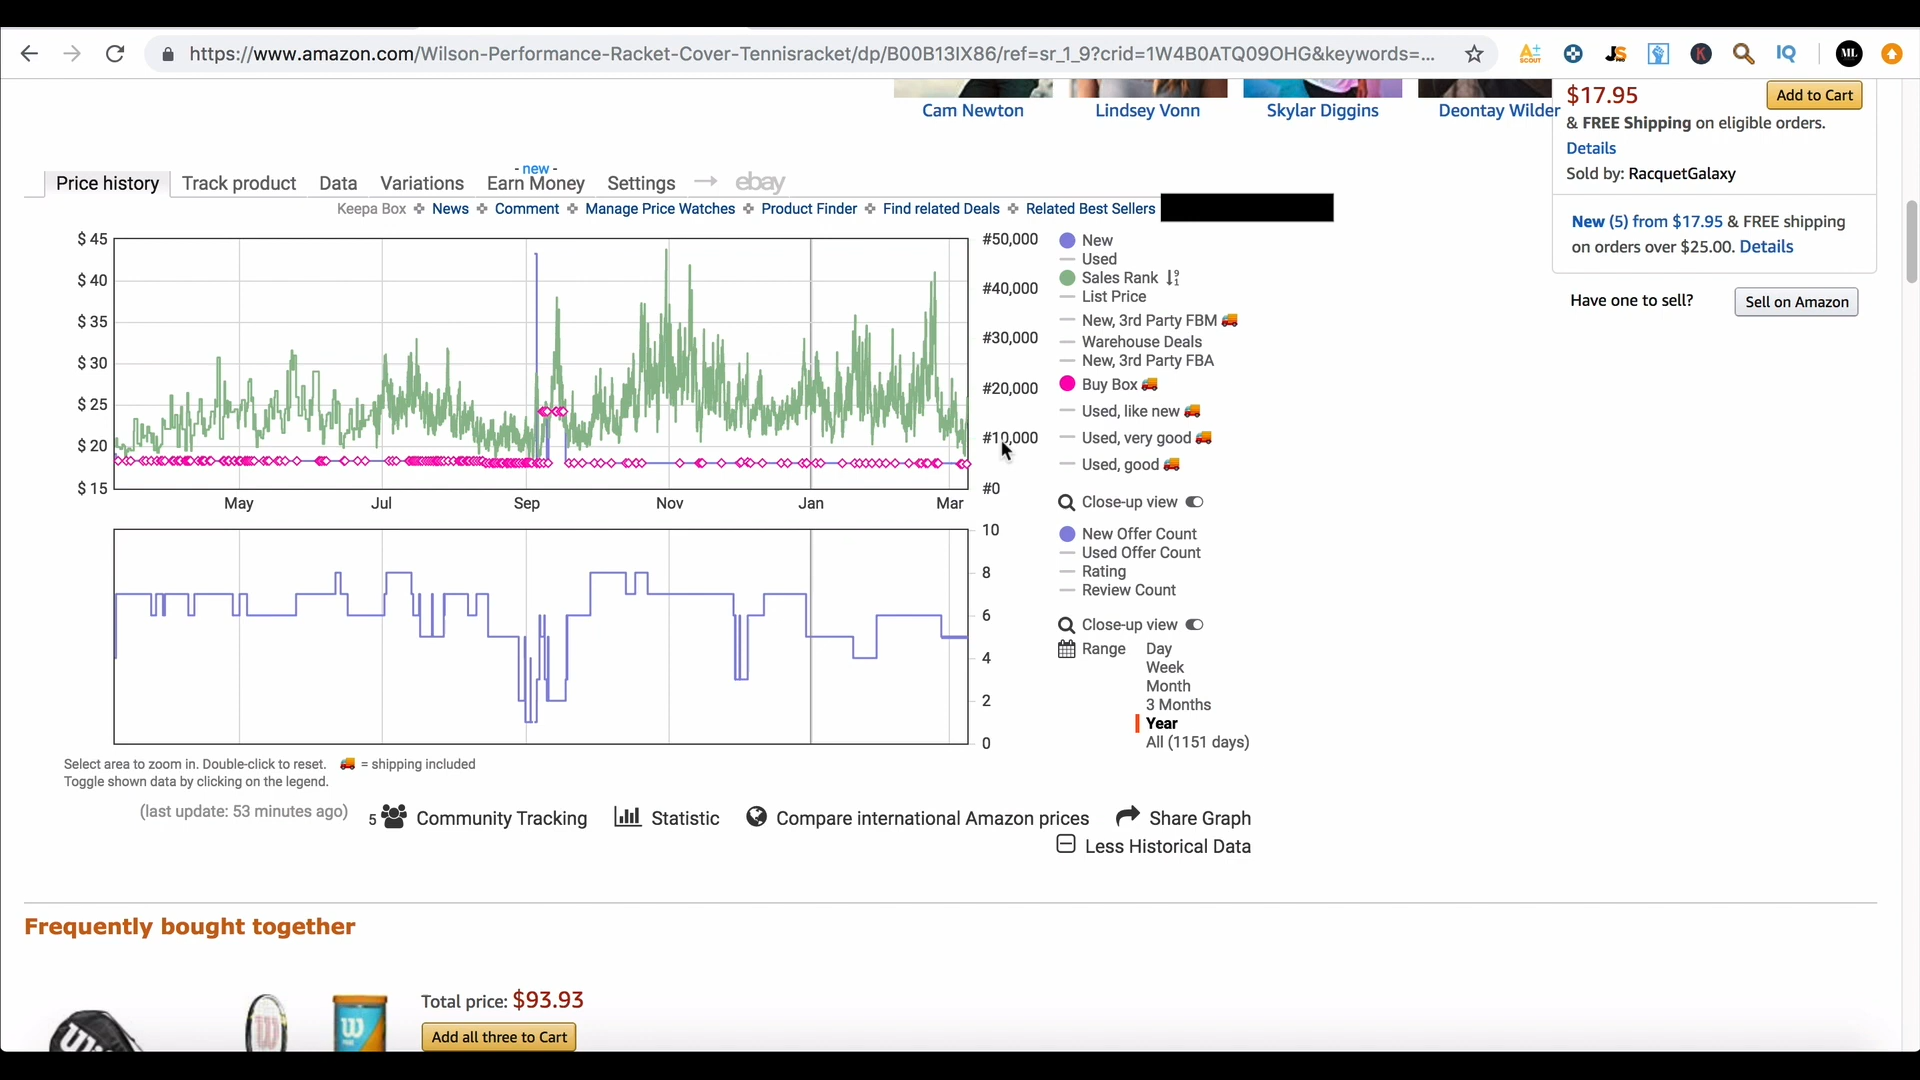 https://www.amazon.com/Wilson-Performance-Racket-Cover-Tennisracket/dp/B00B13IX86/ref=sr_1_9?crid=1W4B0ATQ09OHG&keywords=...
A±
SCOUT
JS
K
IQ
ML
Cam Newton
Lindsey Vonn
Skylar Diggins
Deontay Wilder
$17.95
Add to Cart
& FREE Shipping on eligible orders.
Details
Sold by: RacquetGalaxy
New (5) from $17.95 & FREE shipping
on orders over $25.00. Details
Have one to sell?
Sell on Amazon
- new -
Price history Track product Data Variations Earn Money Settings → ebay
Keepa Box News Comment Manage Price Watches Product Finder Find related Deals Related Best Sellers
$ 45
$ 40
$ 35
$ 30
$ 25
$ 20
$ 15
#50,000
#40,000
#30,000
#20,000
#10,000
#0
May Jul Sep Nov Jan Mar
New
Used
Sales Rank
List Price
New, 3rd Party FBM
Warehouse Deals
New, 3rd Party FBA
Buy Box
Used, like new
Used, very good
Used, good
Close-up view
10
8
6
4
2
0
New Offer Count
Used Offer Count
Rating
Review Count
Close-up view
Range
Day
Week
Month
3 Months
Year
All (1151 days)
Select area to zoom in. Double-click to reset. = shipping included
Toggle shown data by clicking on the legend.
(last update: 53 minutes ago)
5 Community Tracking Statistic Compare international Amazon prices Share Graph
Less Historical Data
Frequently bought together
Total price: $93.93
Add all three to Cart